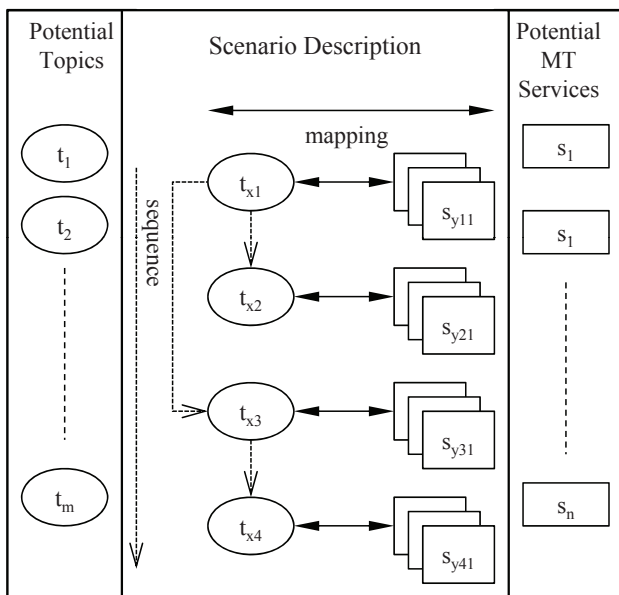 Potential
Topics
Scenario Description
Potential
MT
Services
mapping
sequence
t1
t2
tm
tx1
sy11
tx2
sy21
tx3
sy31
tx4
sy41
s1
s1
sn